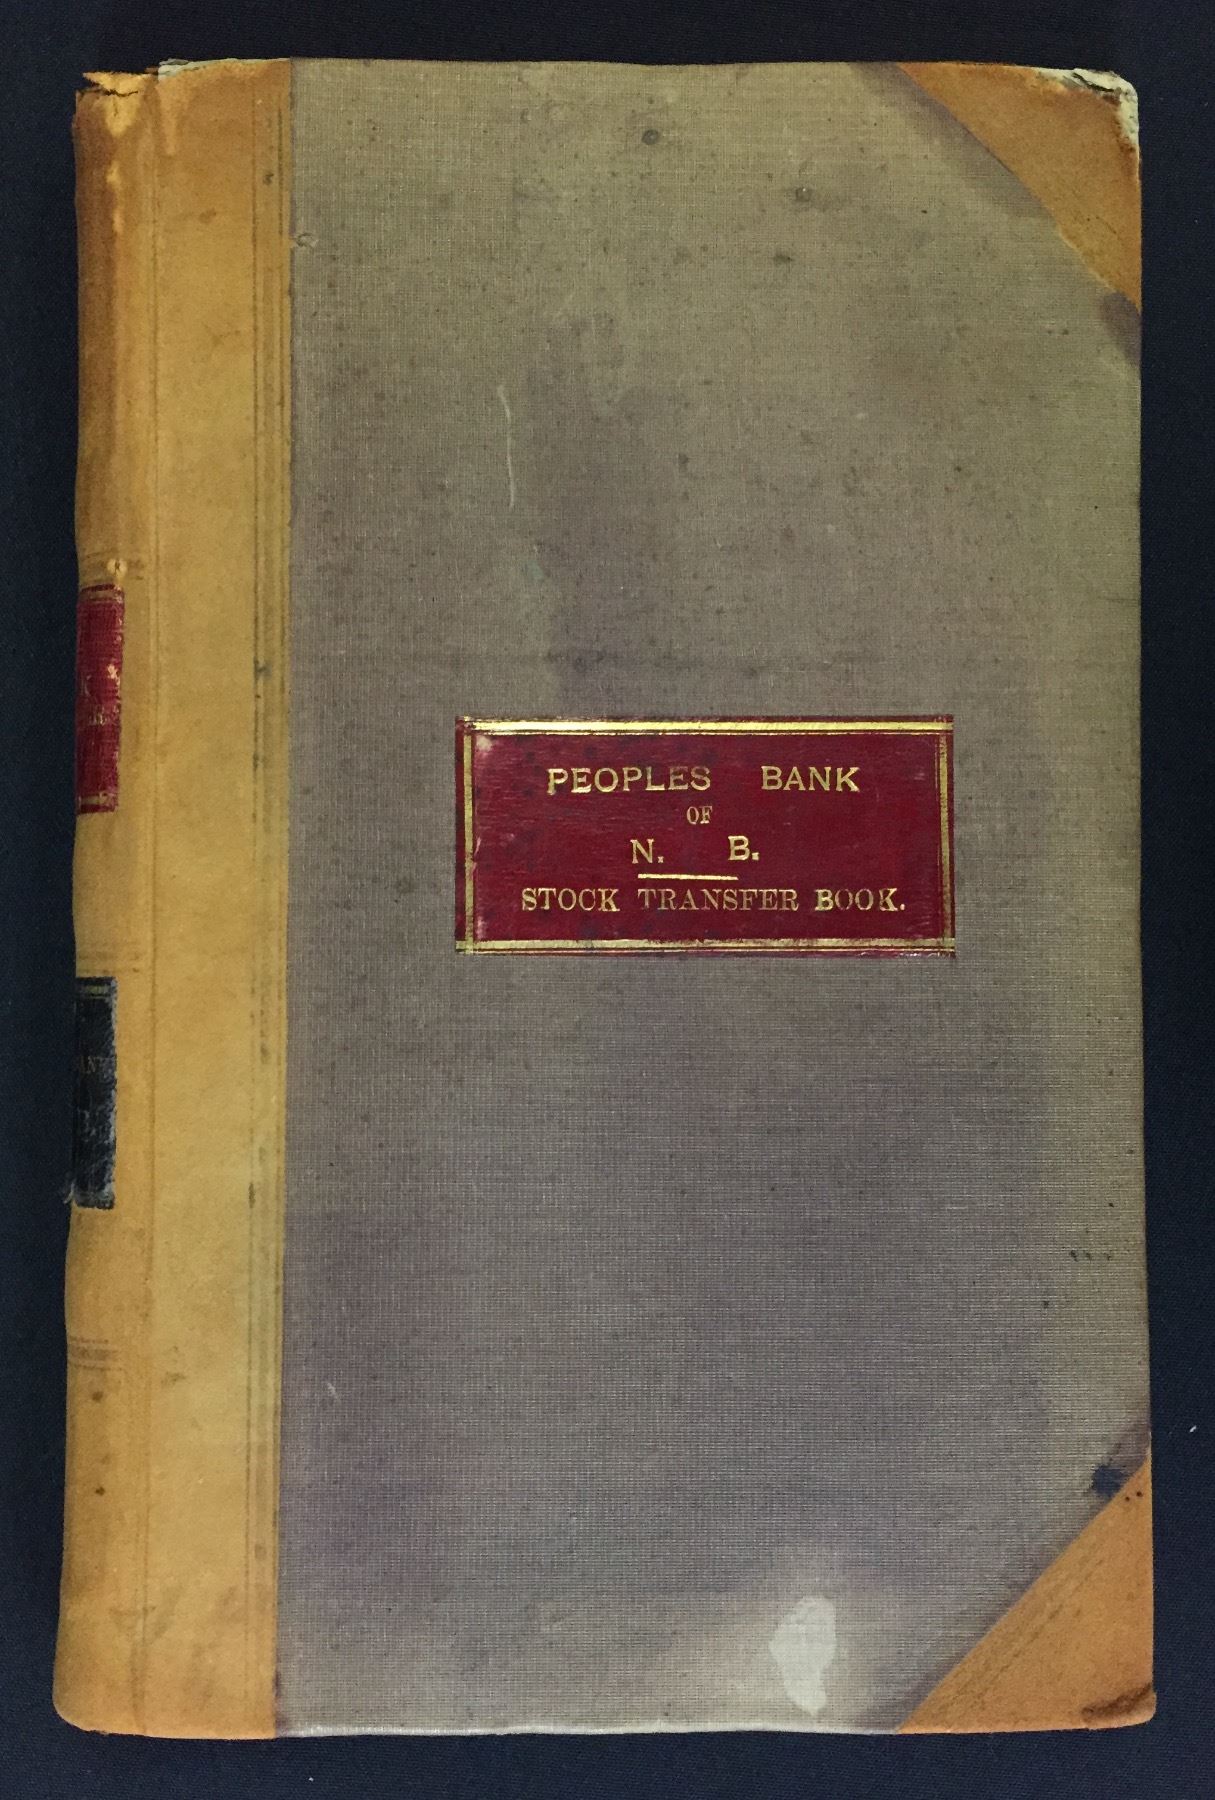 PEOPLES BANK
OF
N. B.
STOCK TRANSFER BOOK.